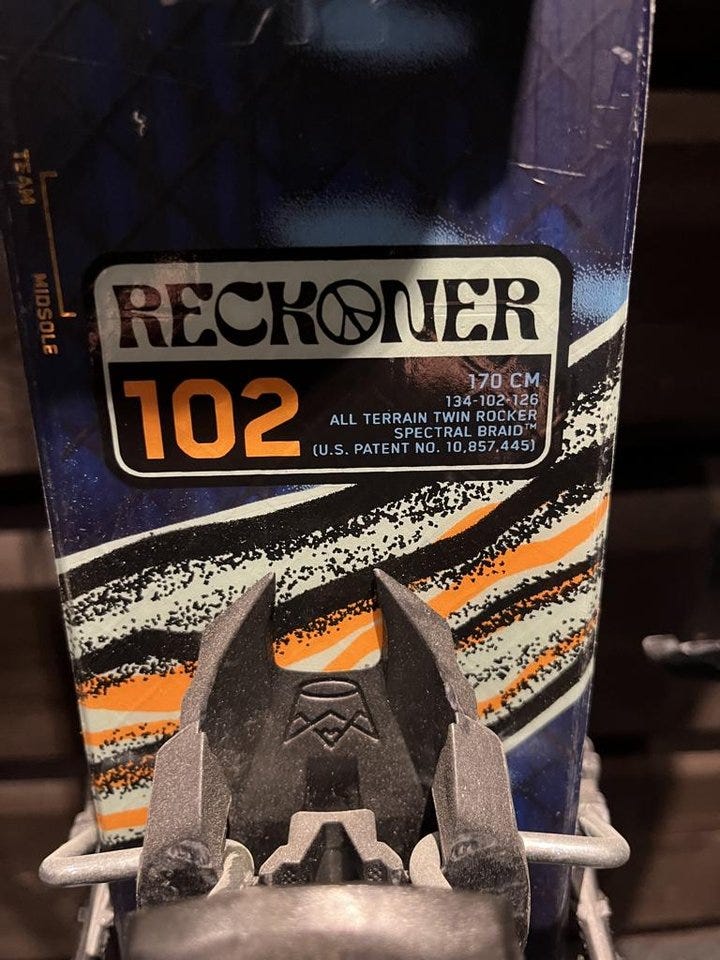 TEAM
MIDSOLE
RECKONER
102
170 CM
134-102-126
ALL TERRAIN TWIN ROCKER
SPECTRAL BRAID™
(U.S. PATENT NO. 10,857,445)